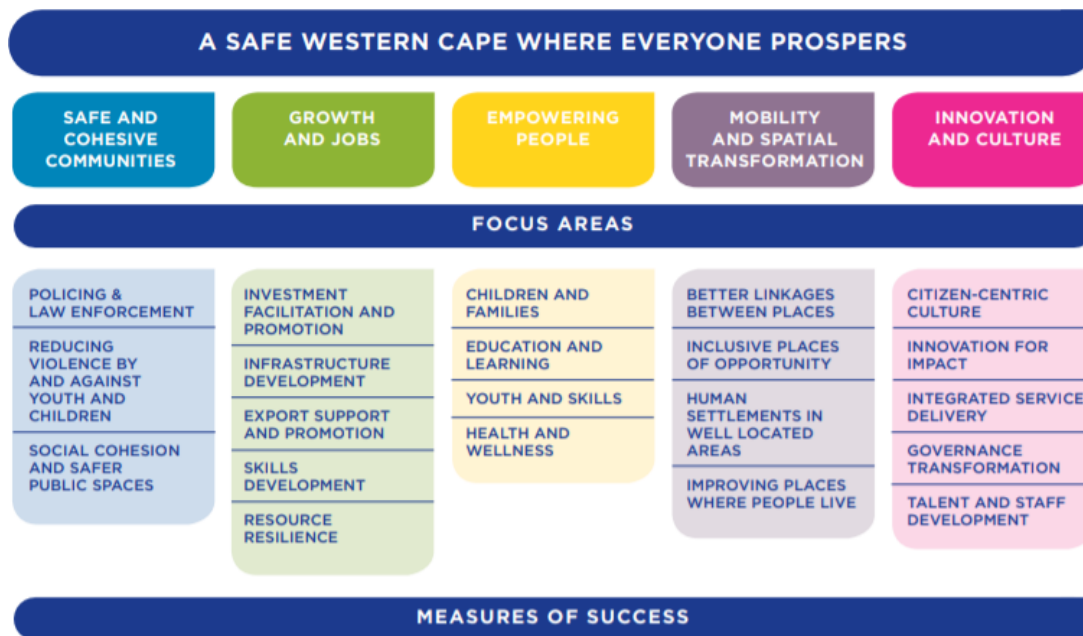 A SAFE WESTERN CAPE WHERE EVERYONE PROSPERS
SAFE AND
COHESIVE
COMMUNITIES
GROWTH
AND JOBS
EMPOWERING
PEOPLE
MOBILITY
AND SPATIAL
TRANSFORMATION
INNOVATION
AND CULTURE
FOCUS AREAS
POLICING &
LAW ENFORCEMENT
REDUCING
VIOLENCE BY
AND AGAINST
YOUTH AND
CHILDREN
SOCIAL COHESION
AND SAFER
PUBLIC SPACES
INVESTMENT
FACILITATION AND
PROMOTION
INFRASTRUCTURE
DEVELOPMENT
EXPORT SUPPORT
AND PROMOTION
SKILLS
DEVELOPMENT
RESOURCE
RESILIENCE
CHILDREN AND
FAMILIES
EDUCATION AND
LEARNING
YOUTH AND SKILLS
HEALTH AND
WELLNESS
BETTER LINKAGES
BETWEEN PLACES
INCLUSIVE PLACES
OF OPPORTUNITY
HUMAN
SETTLEMENTS IN
WELL LOCATED
AREAS
IMPROVING PLACES
WHERE PEOPLE LIVE
CITIZEN-CENTRIC
CULTURE
INNOVATION FOR
IMPACT
INTEGRATED SERVICE
DELIVERY
GOVERNANCE
TRANSFORMATION
TALENT AND STAFF
DEVELOPMENT
MEASURES OF SUCCESS